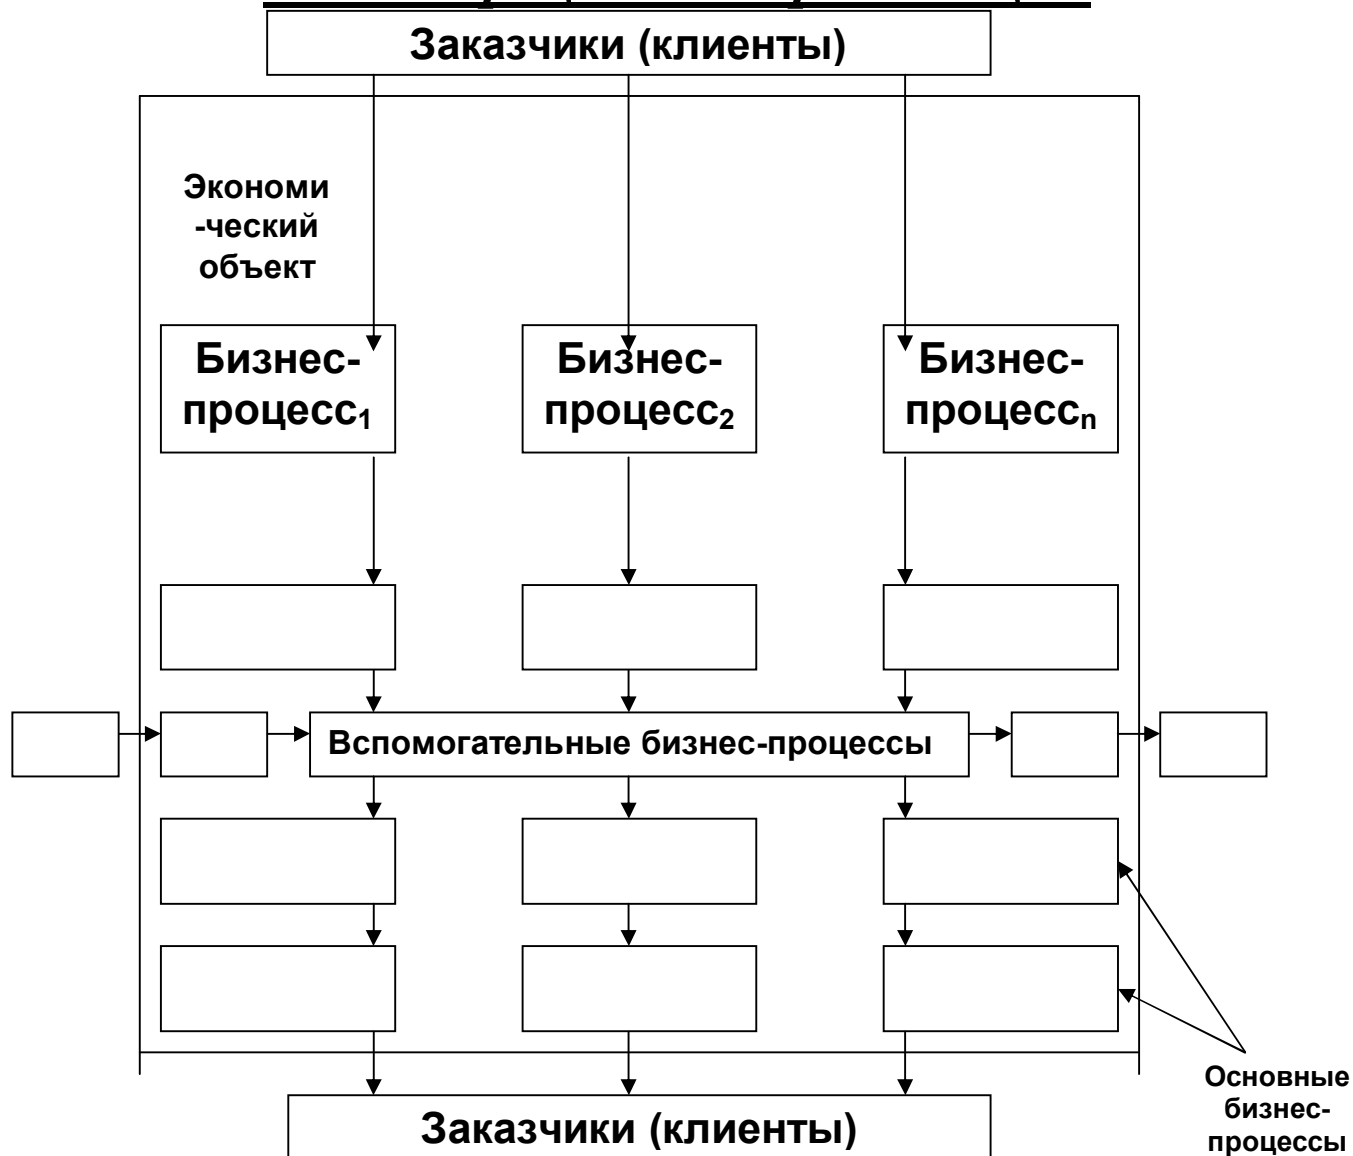 Заказчики (клиенты)
Экономи
-ческий
объект
Бизнес-
процесс₁
Бизнес-
процесс₂
Бизнес-
процессₙ
Вспомогательные бизнес-процессы
Заказчики (клиенты)
Основные
бизнес-
процессы